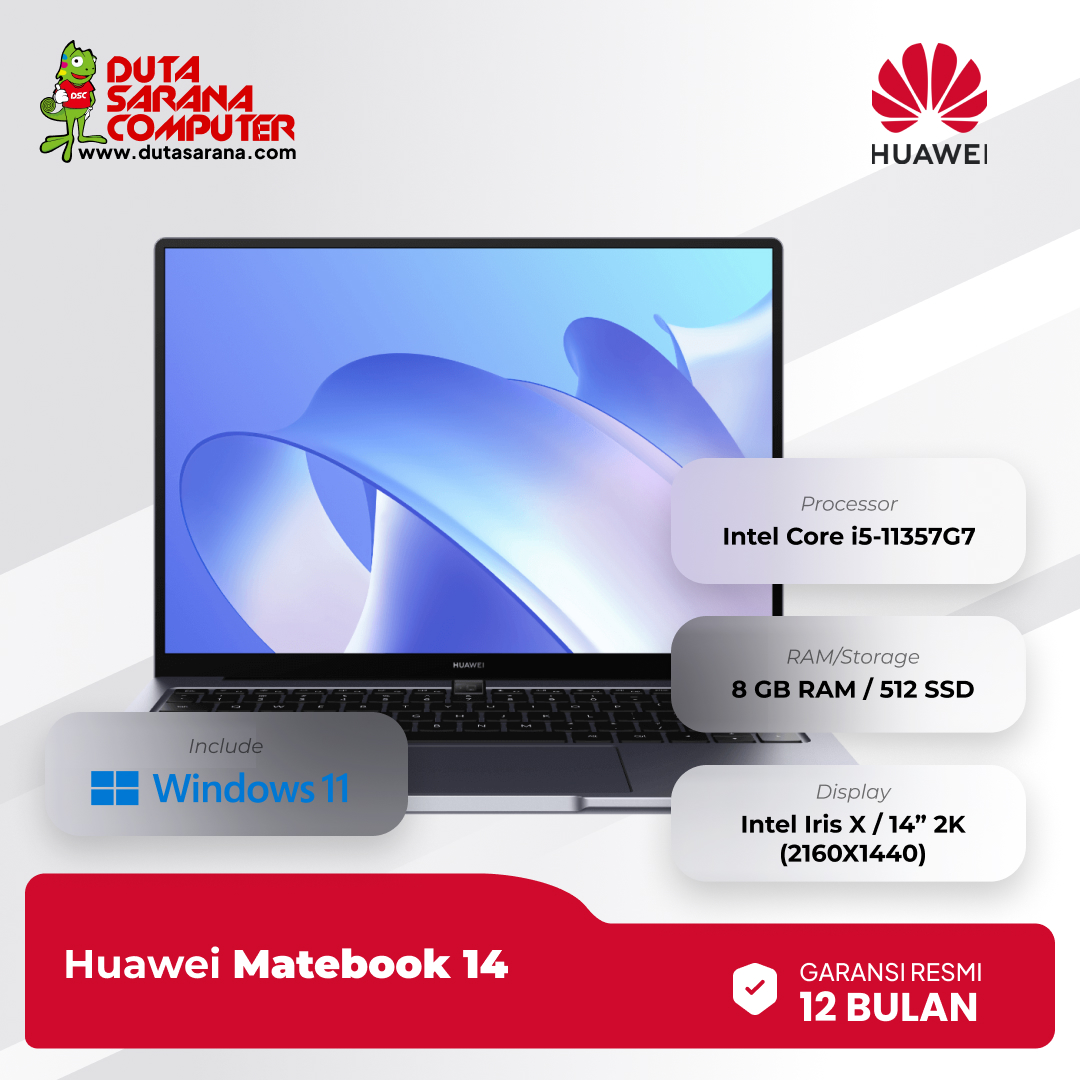 DUTA
SARANA
COMPUTER
www.dutasarana.com
DSC
HUAWEI
HUAWEI
Processor
Intel Core i5-11357G7
RAM/Storage
8 GB RAM / 512 SSD
Include
Windows 11
Display
Intel Iris X / 14” 2K
(2160X1440)
Huawei Matebook 14
GARANSI RESMI
12 BULAN